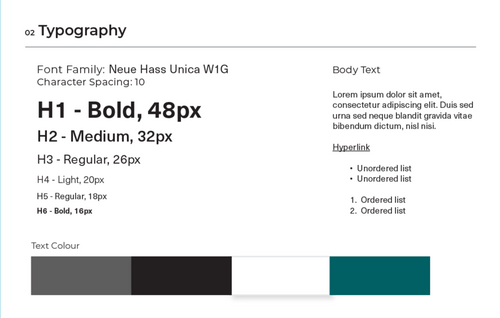 02 Typography
Font Family: Neue Hass Unica W1G
Character Spacing: 10
H1 - Bold, 48px
H2 - Medium, 32px
H3 - Regular, 26px
H4 - Light, 20px
H5 - Regular, 18px
H6 - Bold, 16px
Body Text
Lorem ipsum dolor sit amet,
consectetur adipiscing elit. Duis sed
urna sed neque blandit gravida vitae
bibendum dictum, nisl nisi.
Hyperlink
• Unordered list
• Unordered list
1. Ordered list
2. Ordered list
Text Colour